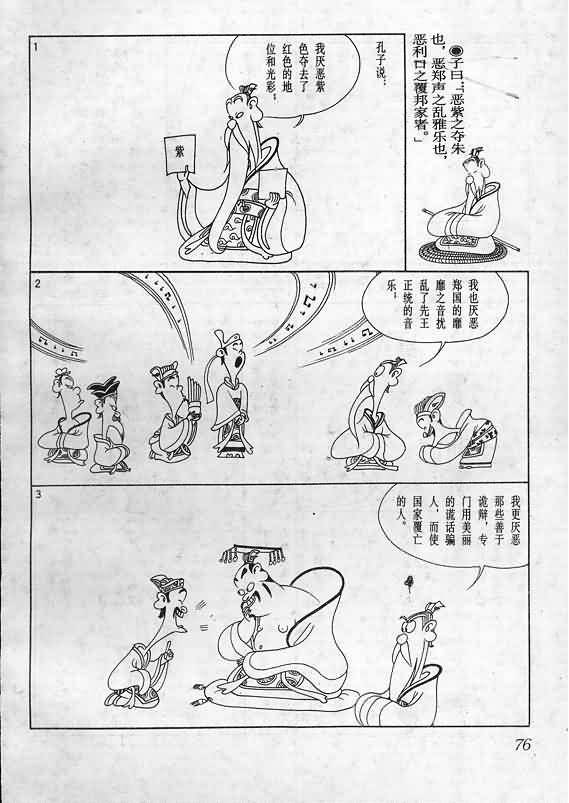 ●子曰：“恶紫之夺朱
也，恶郑声之乱雅乐也，
恶利口之覆邦家者。”
1
孔子说：
我厌恶紫
色夺去了
红色的地
位和光彩；
紫
2
我也厌恶
郑国的靡
靡之音扰
乱了先王
正统的音
乐；
3
我更厌恶
那些善于
诡辩，专
门用美丽
的谎话骗
人，而使
国家覆亡
的人。
76